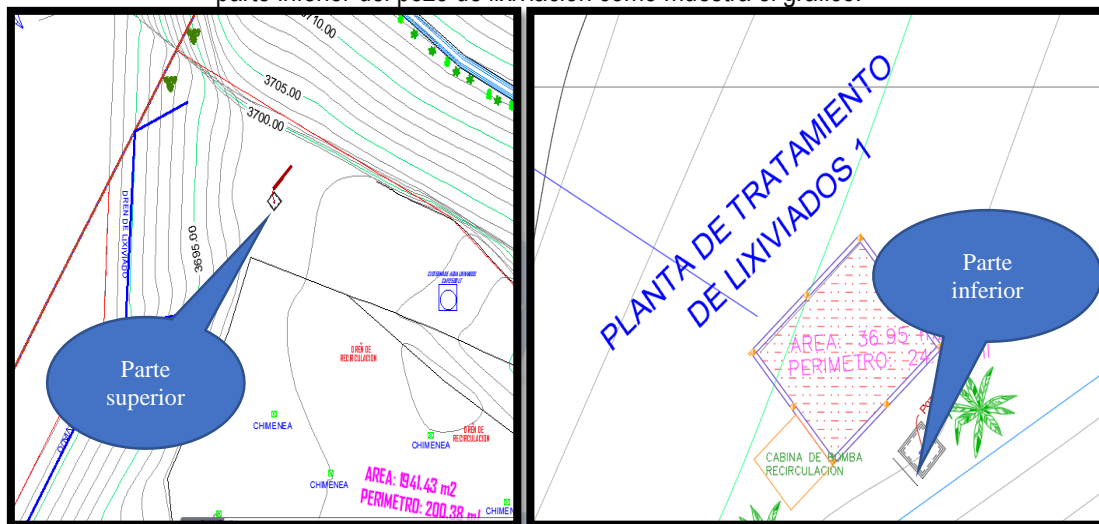 parte inferior del pozo de lixiviación como muestra el gráfico.
3710.00
3705.00
3700.00
3695.00
DREN DE LIXIVIADO
DREN DE
RECIRCULACION
CHIMENEA
DREN DE
RECIRCULACION
CHIMENEA
CHIMENEA
AREA: 1941.43 m2
PERIMETRO: 200.38 ml
Parte
superior
PLANTA DE TRATAMIENTO
DE LIXIVIADOS 1
AREA: 36.95
PERIMETRO: 24.
CABINA DE BOMBA
RECIRCULACION
Parte
inferior